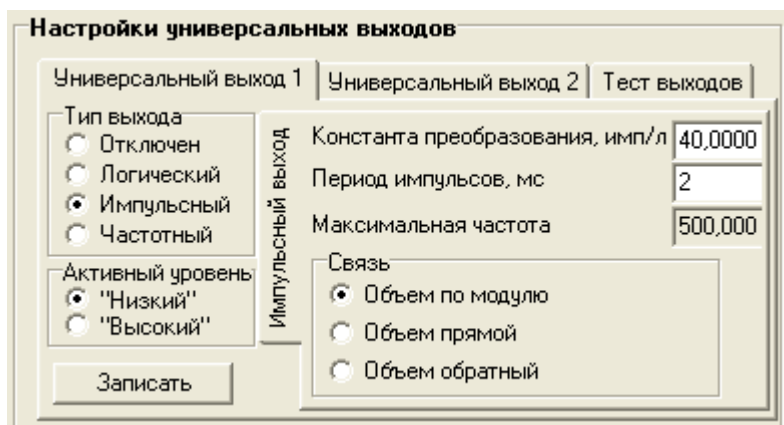 Настройки универсальных выходов
Универсальный выход 1 Универсальный выход 2 Тест выходов
Тип выхода
Отключен
Логический
Импульсный
Частотный
Активный уровень
"Низкий"
"Высокий"
Записать
Импульсный выход
Константа преобразования, имп/л 40,0000
Период импульсов, мс 2
Максимальная частота 500,000
Связь
Объем по модулю
Объем прямой
Объем обратный